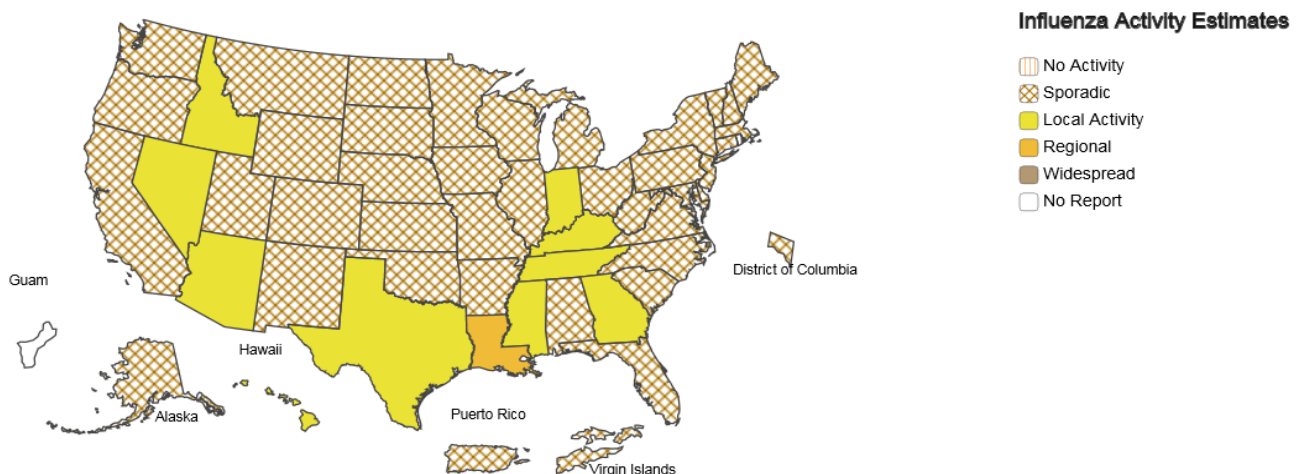 Influenza Activity Estimates
No Activity
Sporadic
Local Activity
Regional
Widespread
No Report
District of Columbia
Guam
Hawaii
Alaska
Puerto Rico
Virgin Islands